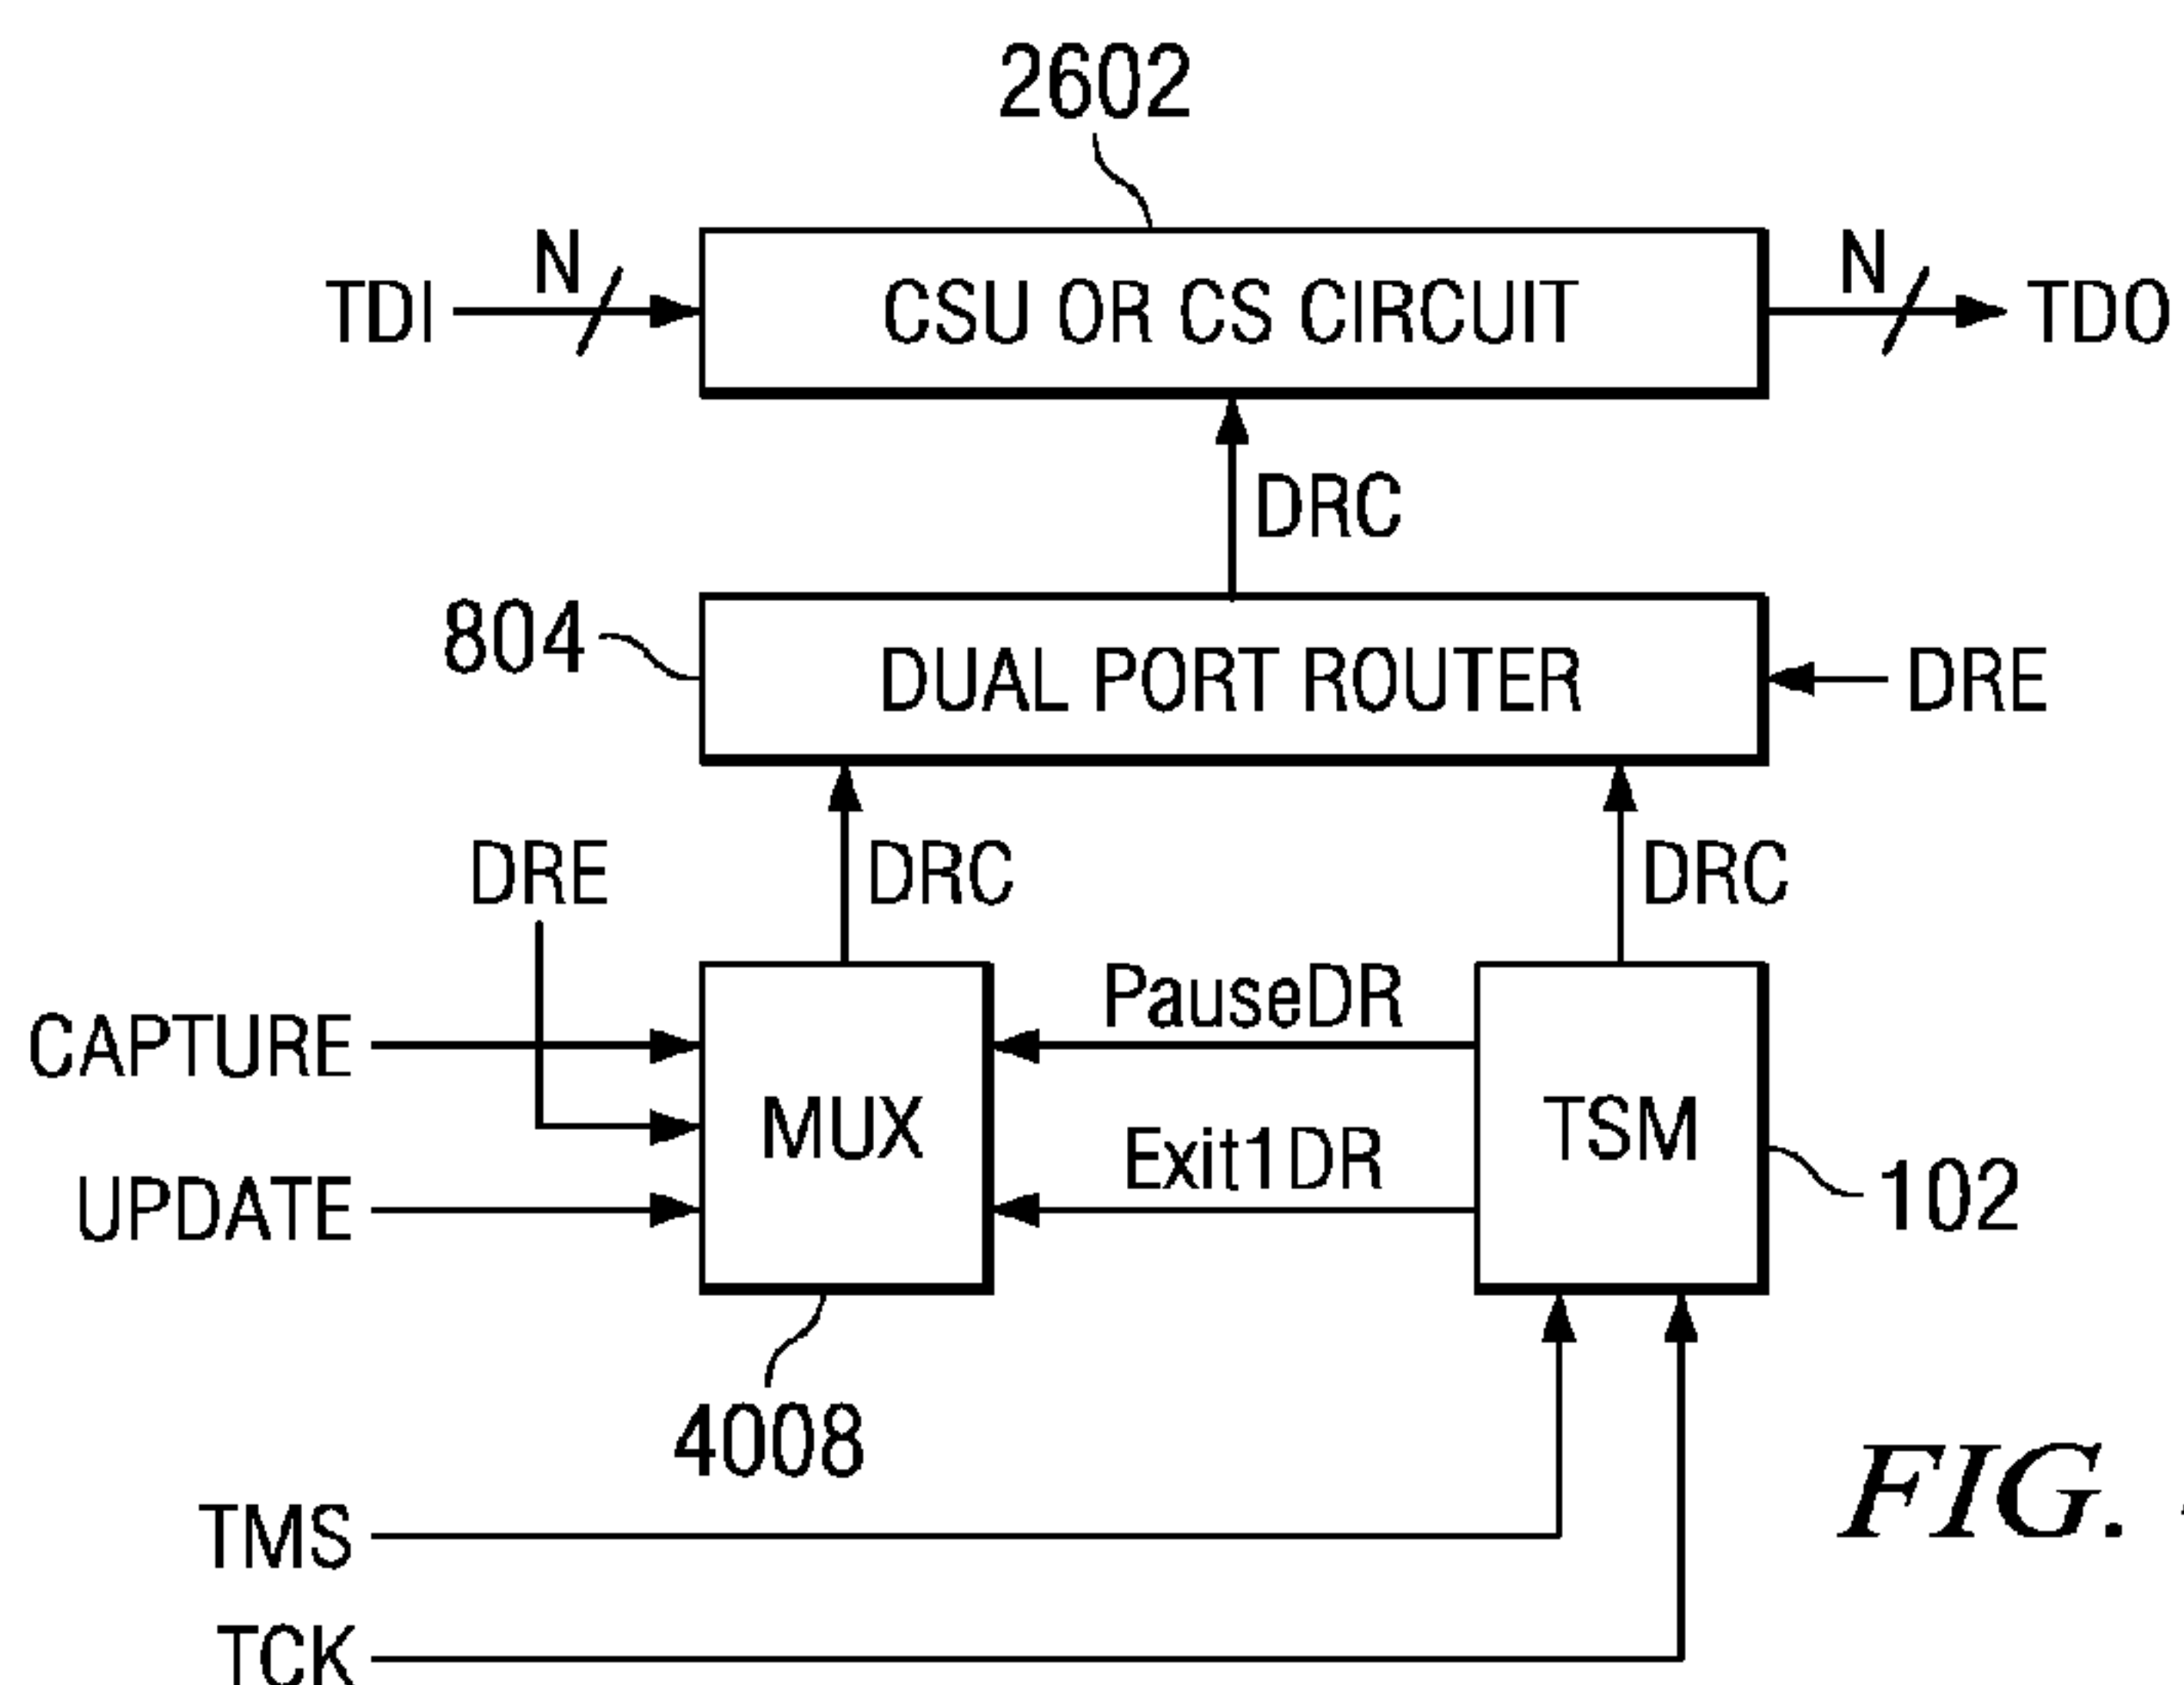 2602
N
N
TDI
CSU OR CS CIRCUIT
TDO
DRC
804
DUAL PORT ROUTER
DRE
DRE
DRC
DRC
CAPTURE
PauseDR
MUX
TSM
Exit1DR
UPDATE
102
4008
TMS
FIG.
TCK